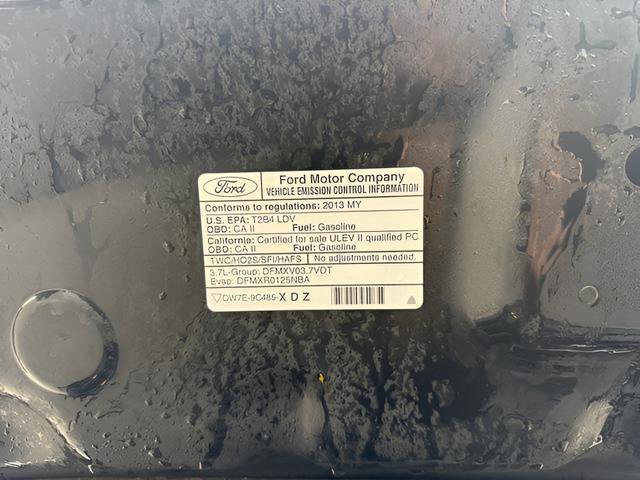 Ford
Ford Motor Company
VEHICLE EMISSION CONTROL INFORMATION
Conforms to regulations: 2013 MY
U.S. EPA: T2B4 LDV
OBD: CA II Fuel: Gasoline
California: Certified for sale ULEV II qualified PC
OBD: CA II Fuel: Gasoline
TWC/HO2S/SFI/HAFS No adjustments needed.
3.7L-Group: DFMXV03.7VDT
Evap: DFMXR0125NBA
DW7E-9C485-XDZ